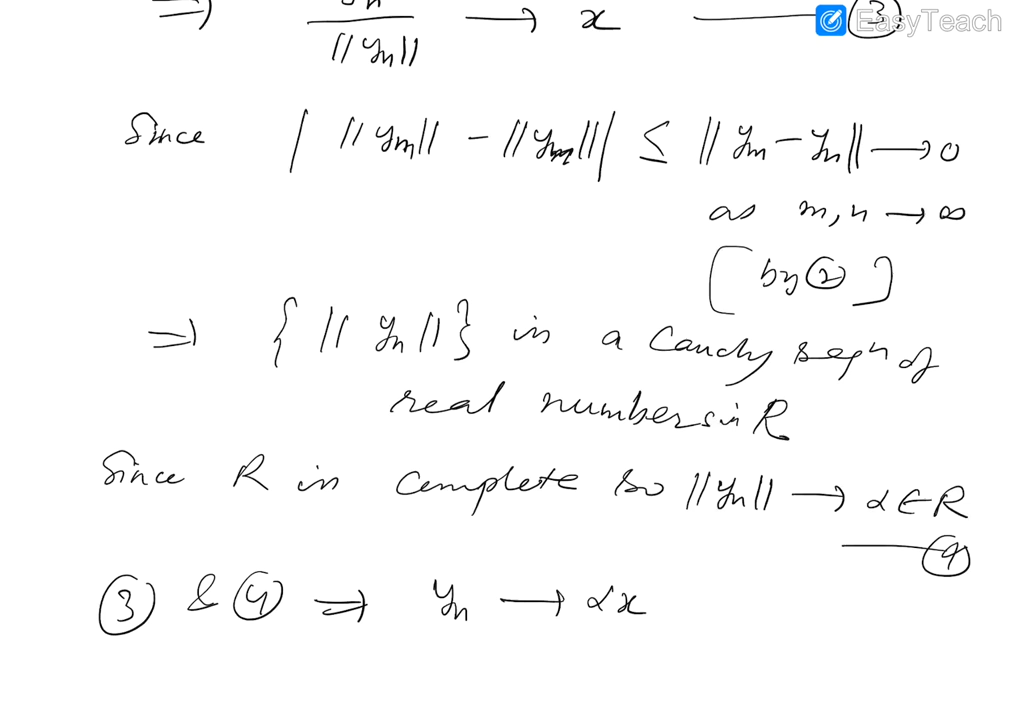 ⇒ yn / ||yn|| → x ——— ③ EasyTeach
Since | ||ym|| - ||yn|| | ≤ ||ym - yn|| → 0
as m, n → ∞
[by ②]
⇒ { || yn || } is a Cauchy seqn of
real numbers in R
Since R is complete so ||yn|| → α ∈ R
——— ④
③ & ④ ⇒ yn → αx